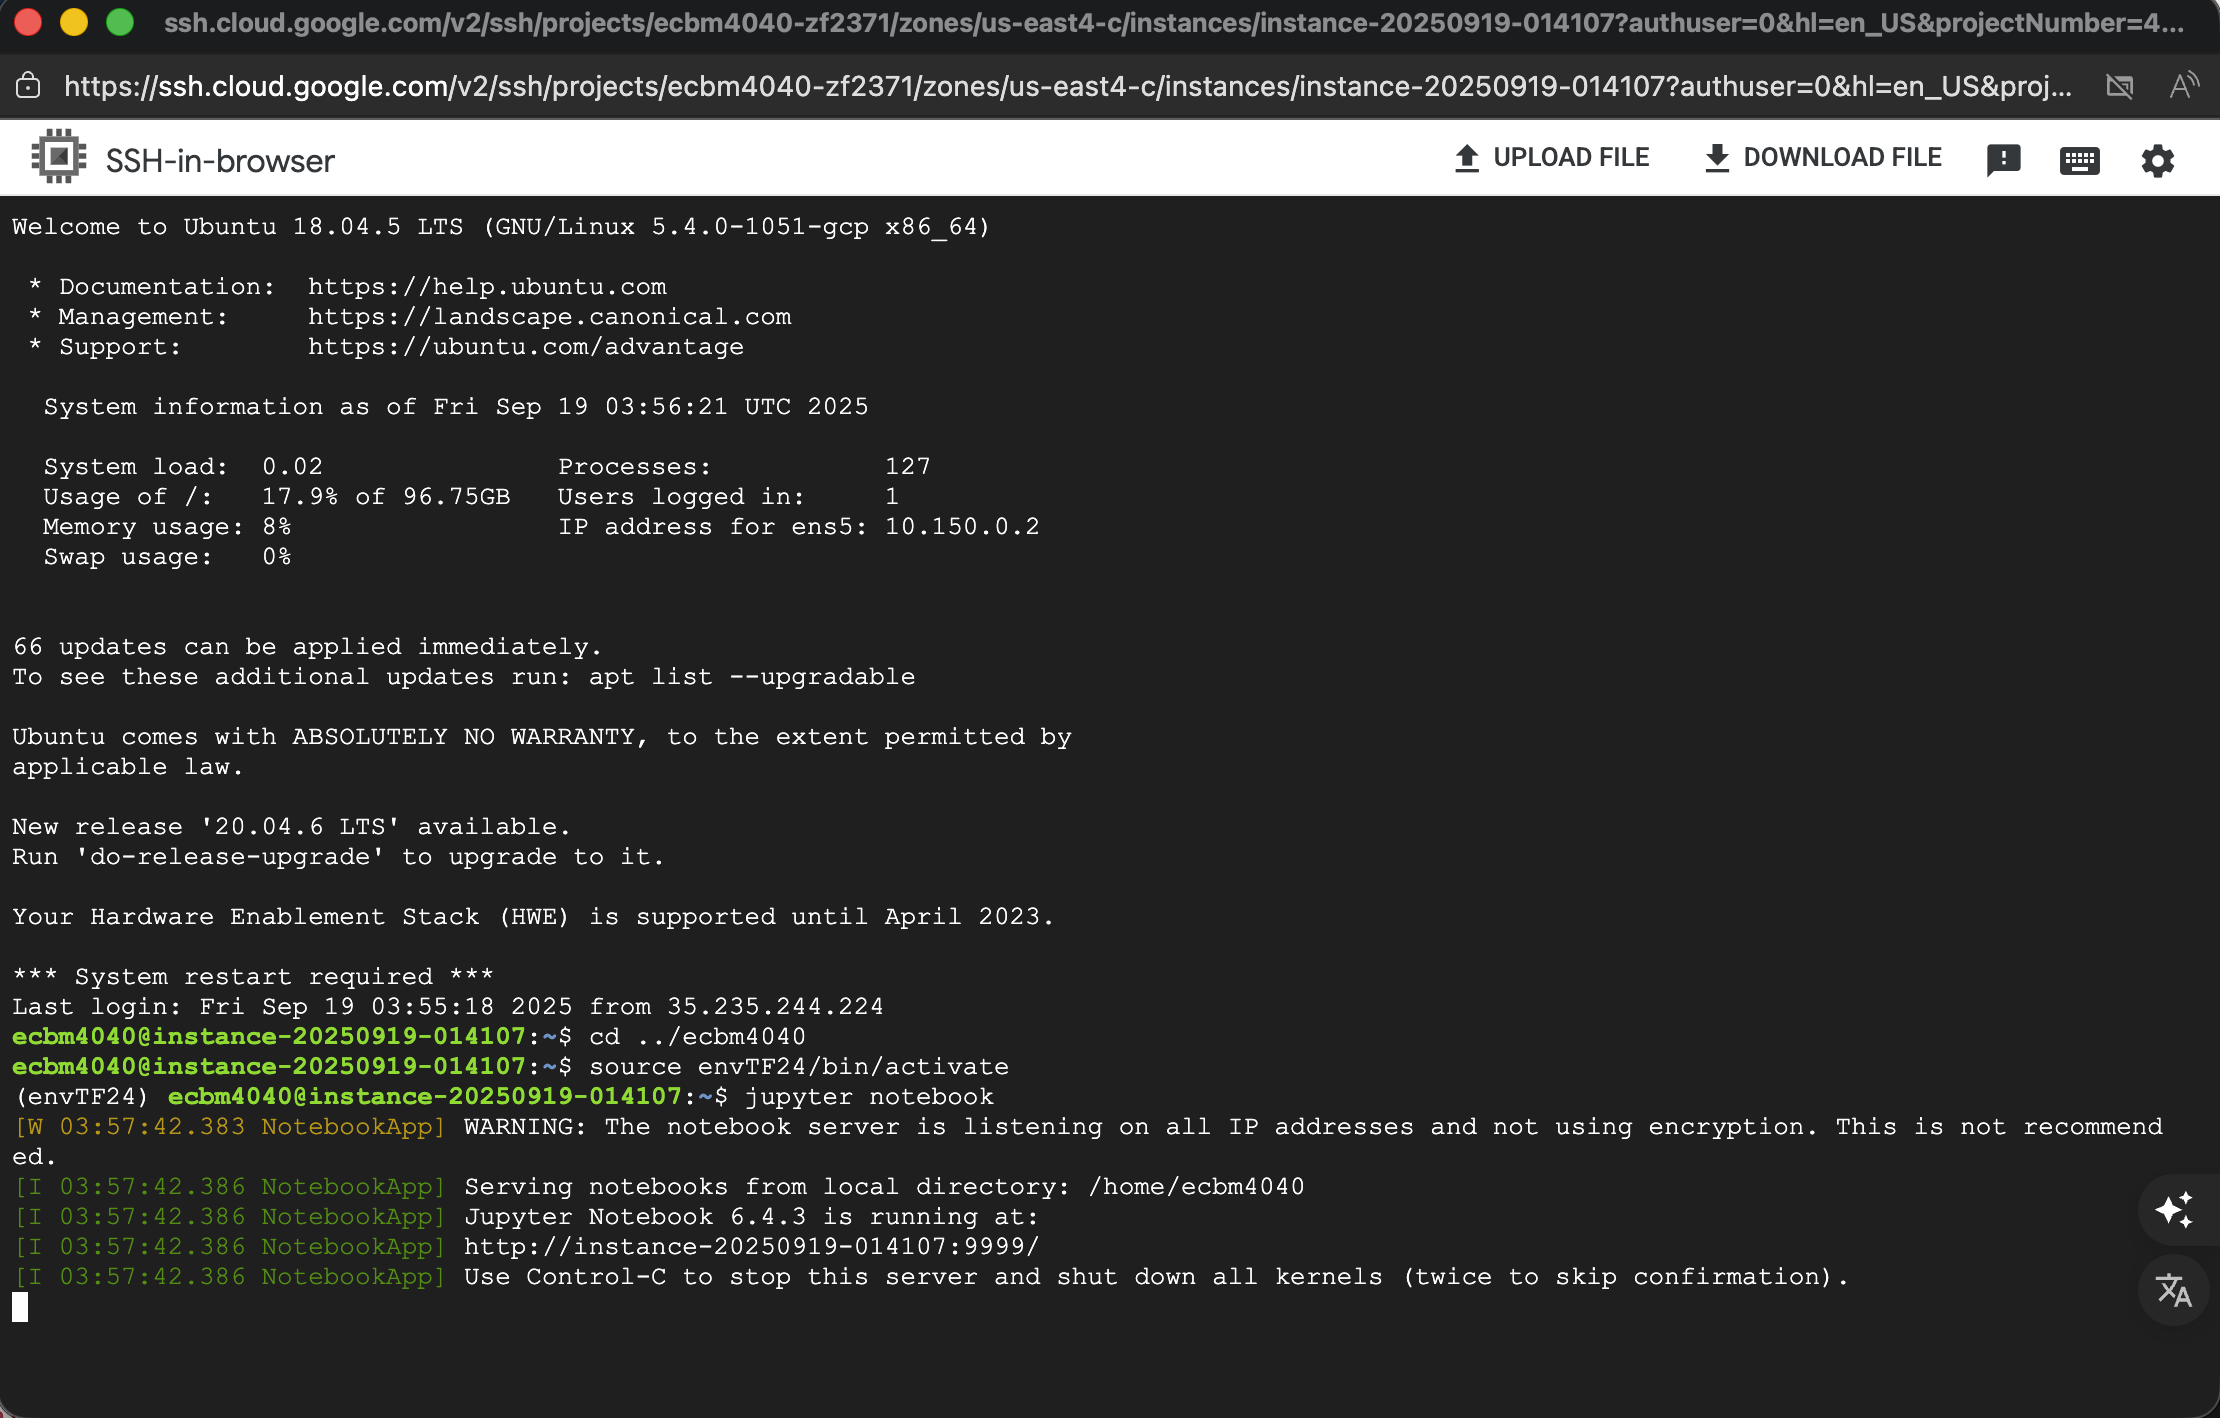 ssh.cloud.google.com/v2/ssh/projects/ecbm4040-zf2371/zones/us-east4-c/instances/instance-20250919-014107?authuser=0&hl=en_US&projectNumber=4...
https://ssh.cloud.google.com/v2/ssh/projects/ecbm4040-zf2371/zones/us-east4-c/instances/instance-20250919-014107?authuser=0&hl=en_US&proj...
SSH-in-browser UPLOAD FILE DOWNLOAD FILE
Welcome to Ubuntu 18.04.5 LTS (GNU/Linux 5.4.0-1051-gcp x86_64)
* Documentation: https://help.ubuntu.com
* Management: https://landscape.canonical.com
* Support: https://ubuntu.com/advantage
System information as of Fri Sep 19 03:56:21 UTC 2025
System load: 0.02 Processes: 127
Usage of /: 17.9% of 96.75GB Users logged in: 1
Memory usage: 8% IP address for ens5: 10.150.0.2
Swap usage: 0%
66 updates can be applied immediately.
To see these additional updates run: apt list --upgradable
Ubuntu comes with ABSOLUTELY NO WARRANTY, to the extent permitted by
applicable law.
New release '20.04.6 LTS' available.
Run 'do-release-upgrade' to upgrade to it.
Your Hardware Enablement Stack (HWE) is supported until April 2023.
*** System restart required ***
Last login: Fri Sep 19 03:55:18 2025 from 35.235.244.224
ecbm4040@instance-20250919-014107:~$ cd ../ecbm4040
ecbm4040@instance-20250919-014107:~$ source envTF24/bin/activate
(envTF24) ecbm4040@instance-20250919-014107:~$ jupyter notebook
[W 03:57:42.383 NotebookApp] WARNING: The notebook server is listening on all IP addresses and not using encryption. This is not recommend
ed.
[I 03:57:42.386 NotebookApp] Serving notebooks from local directory: /home/ecbm4040
[I 03:57:42.386 NotebookApp] Jupyter Notebook 6.4.3 is running at:
[I 03:57:42.386 NotebookApp] http://instance-20250919-014107:9999/
[I 03:57:42.386 NotebookApp] Use Control-C to stop this server and shut down all kernels (twice to skip confirmation).